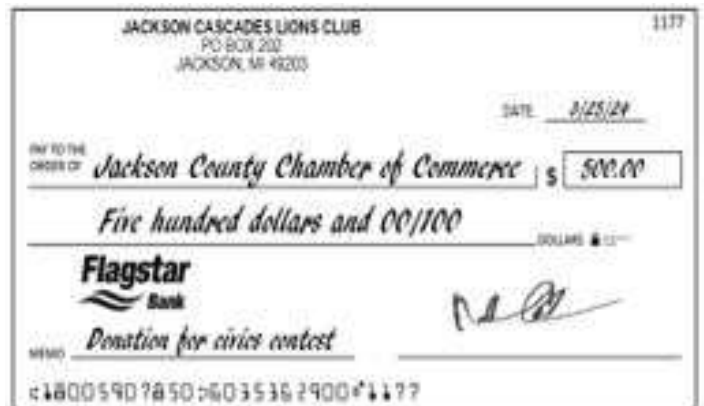 JACKSON CASCADES LIONS CLUB 1177
PO BOX 202
JACKSON, MI 49203
DATE 3/25/24
PAY TO THE
ORDER OF Jackson County Chamber of Commerce $ 500.00
Five hundred dollars and 00/100 DOLLARS
Flagstar
Bank
MEMO Donation for civics contest